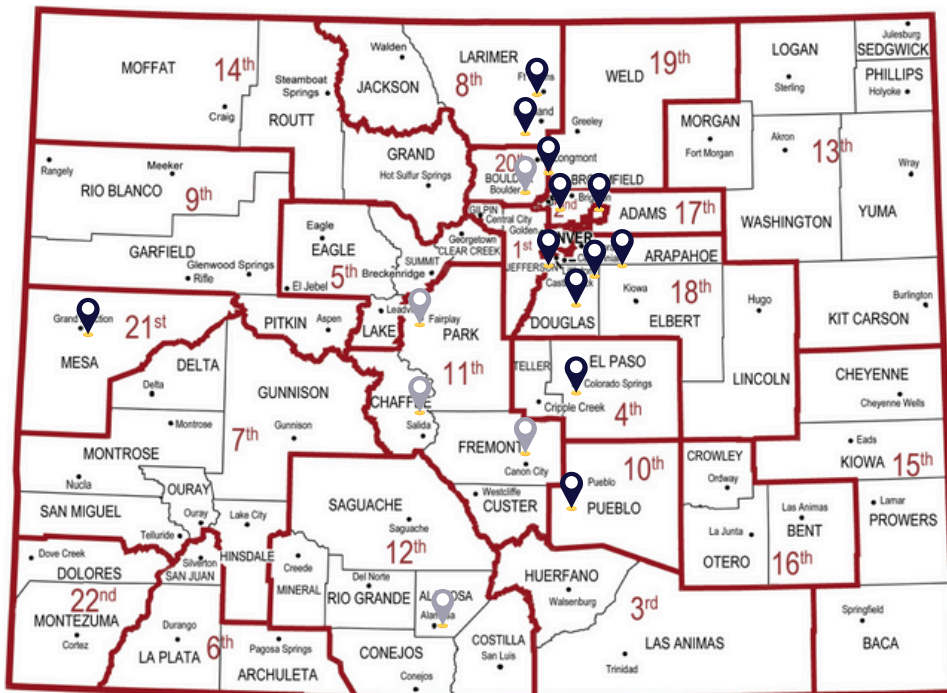 MOFFAT
14th
Craig
Steamboat
Springs
ROUTT
Walden
JACKSON
LARIMER
8th
WELD
19th
Greeley
LOGAN
Sterling
Julesburg
SEDGWICK
PHILLIPS
Holyoke
MORGAN
Fort Morgan
Akron
13th
WASHINGTON
Wray
YUMA
Rangely
Meeker
RIO BLANCO
9th
GARFIELD
Glenwood Springs
Rifle
GRAND
Hot Sulphur Springs
20th
Longmont
Boulder
GILPIN
Central City
Golden
Georgetown
CLEAR CREEK
2nd
ADAMS
17th
1st
JEFFERSON
ARAPAHOE
Eagle
EAGLE
5th
El Jebel
SUMMIT
Breckenridge
DOUGLAS
Kiowa
18th
ELBERT
Hugo
LINCOLN
Burlington
KIT CARSON
21st
MESA
PITKIN
Aspen
LAKE
Fairplay
PARK
11th
DELTA
Delta
GUNNISON
Gunnison
7th
Montrose
MONTROSE
Nucla
Salida
TELLER
EL PASO
Colorado Springs
Cripple Creek
4th
CHEYENNE
Cheyenne Wells
FREMONT
Canon City
Eads
KIOWA
15th
CROWLEY
Ordway
10th
Pueblo
PUEBLO
Westcliffe
CUSTER
SAN MIGUEL
Telluride
OURAY
Ouray
Lake City
HINSDALE
SAGUACHE
Saguache
12th
La Junta
OTERO
Las Animas
BENT
16th
Lamar
PROWERS
Dove Creek
DOLORES
22nd
MONTEZUMA
Cortez
Silverton
SAN JUAN
Creede
MINERAL
Del Norte
RIO GRANDE
HUERFANO
Walsenburg
3rd
Durango
LA PLATA
6th
Pagosa Springs
ARCHULETA
CONEJOS
Conejos
COSTILLA
San Luis
LAS ANIMAS
Trinidad
Springfield
BACA